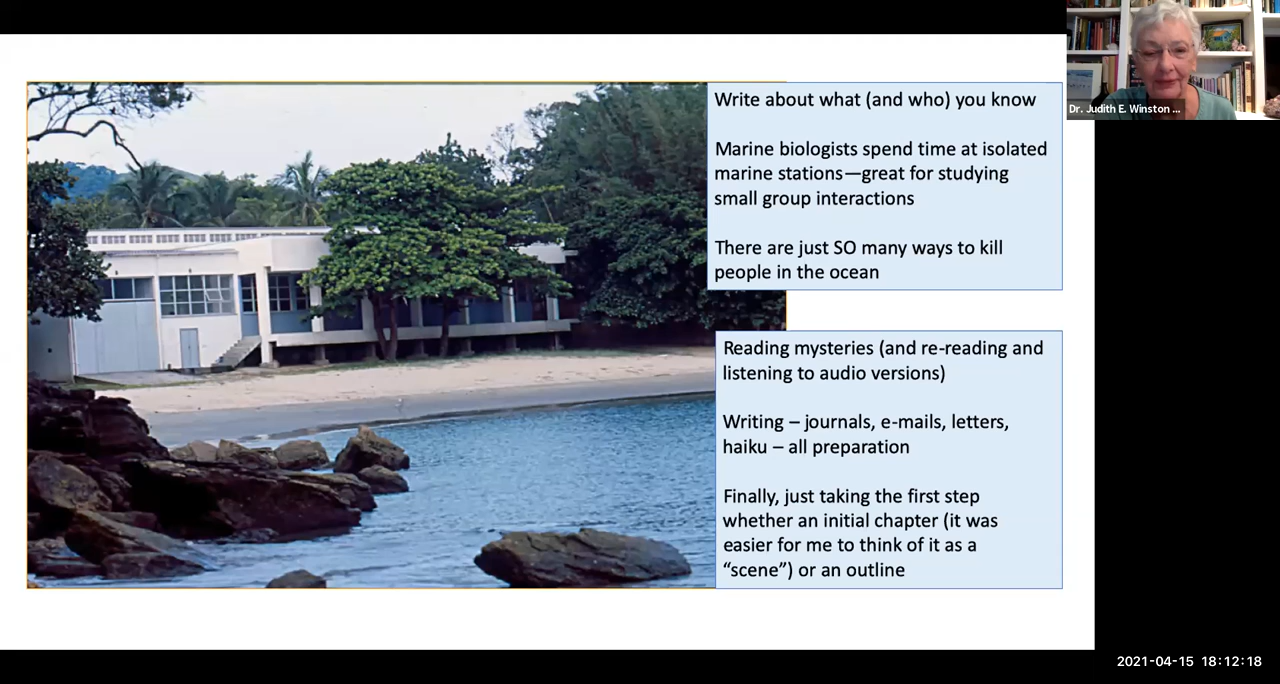 Write about what (and who) you know
Marine biologists spend time at isolated
marine stations—great for studying
small group interactions
There are just SO many ways to kill
people in the ocean
Reading mysteries (and re-reading and
listening to audio versions)
Writing – journals, e-mails, letters,
haiku – all preparation
Finally, just taking the first step
whether an initial chapter (it was
easier for me to think of it as a
“scene”) or an outline
Dr. Judith E. Winston ...
2021-04-15 18:12:18